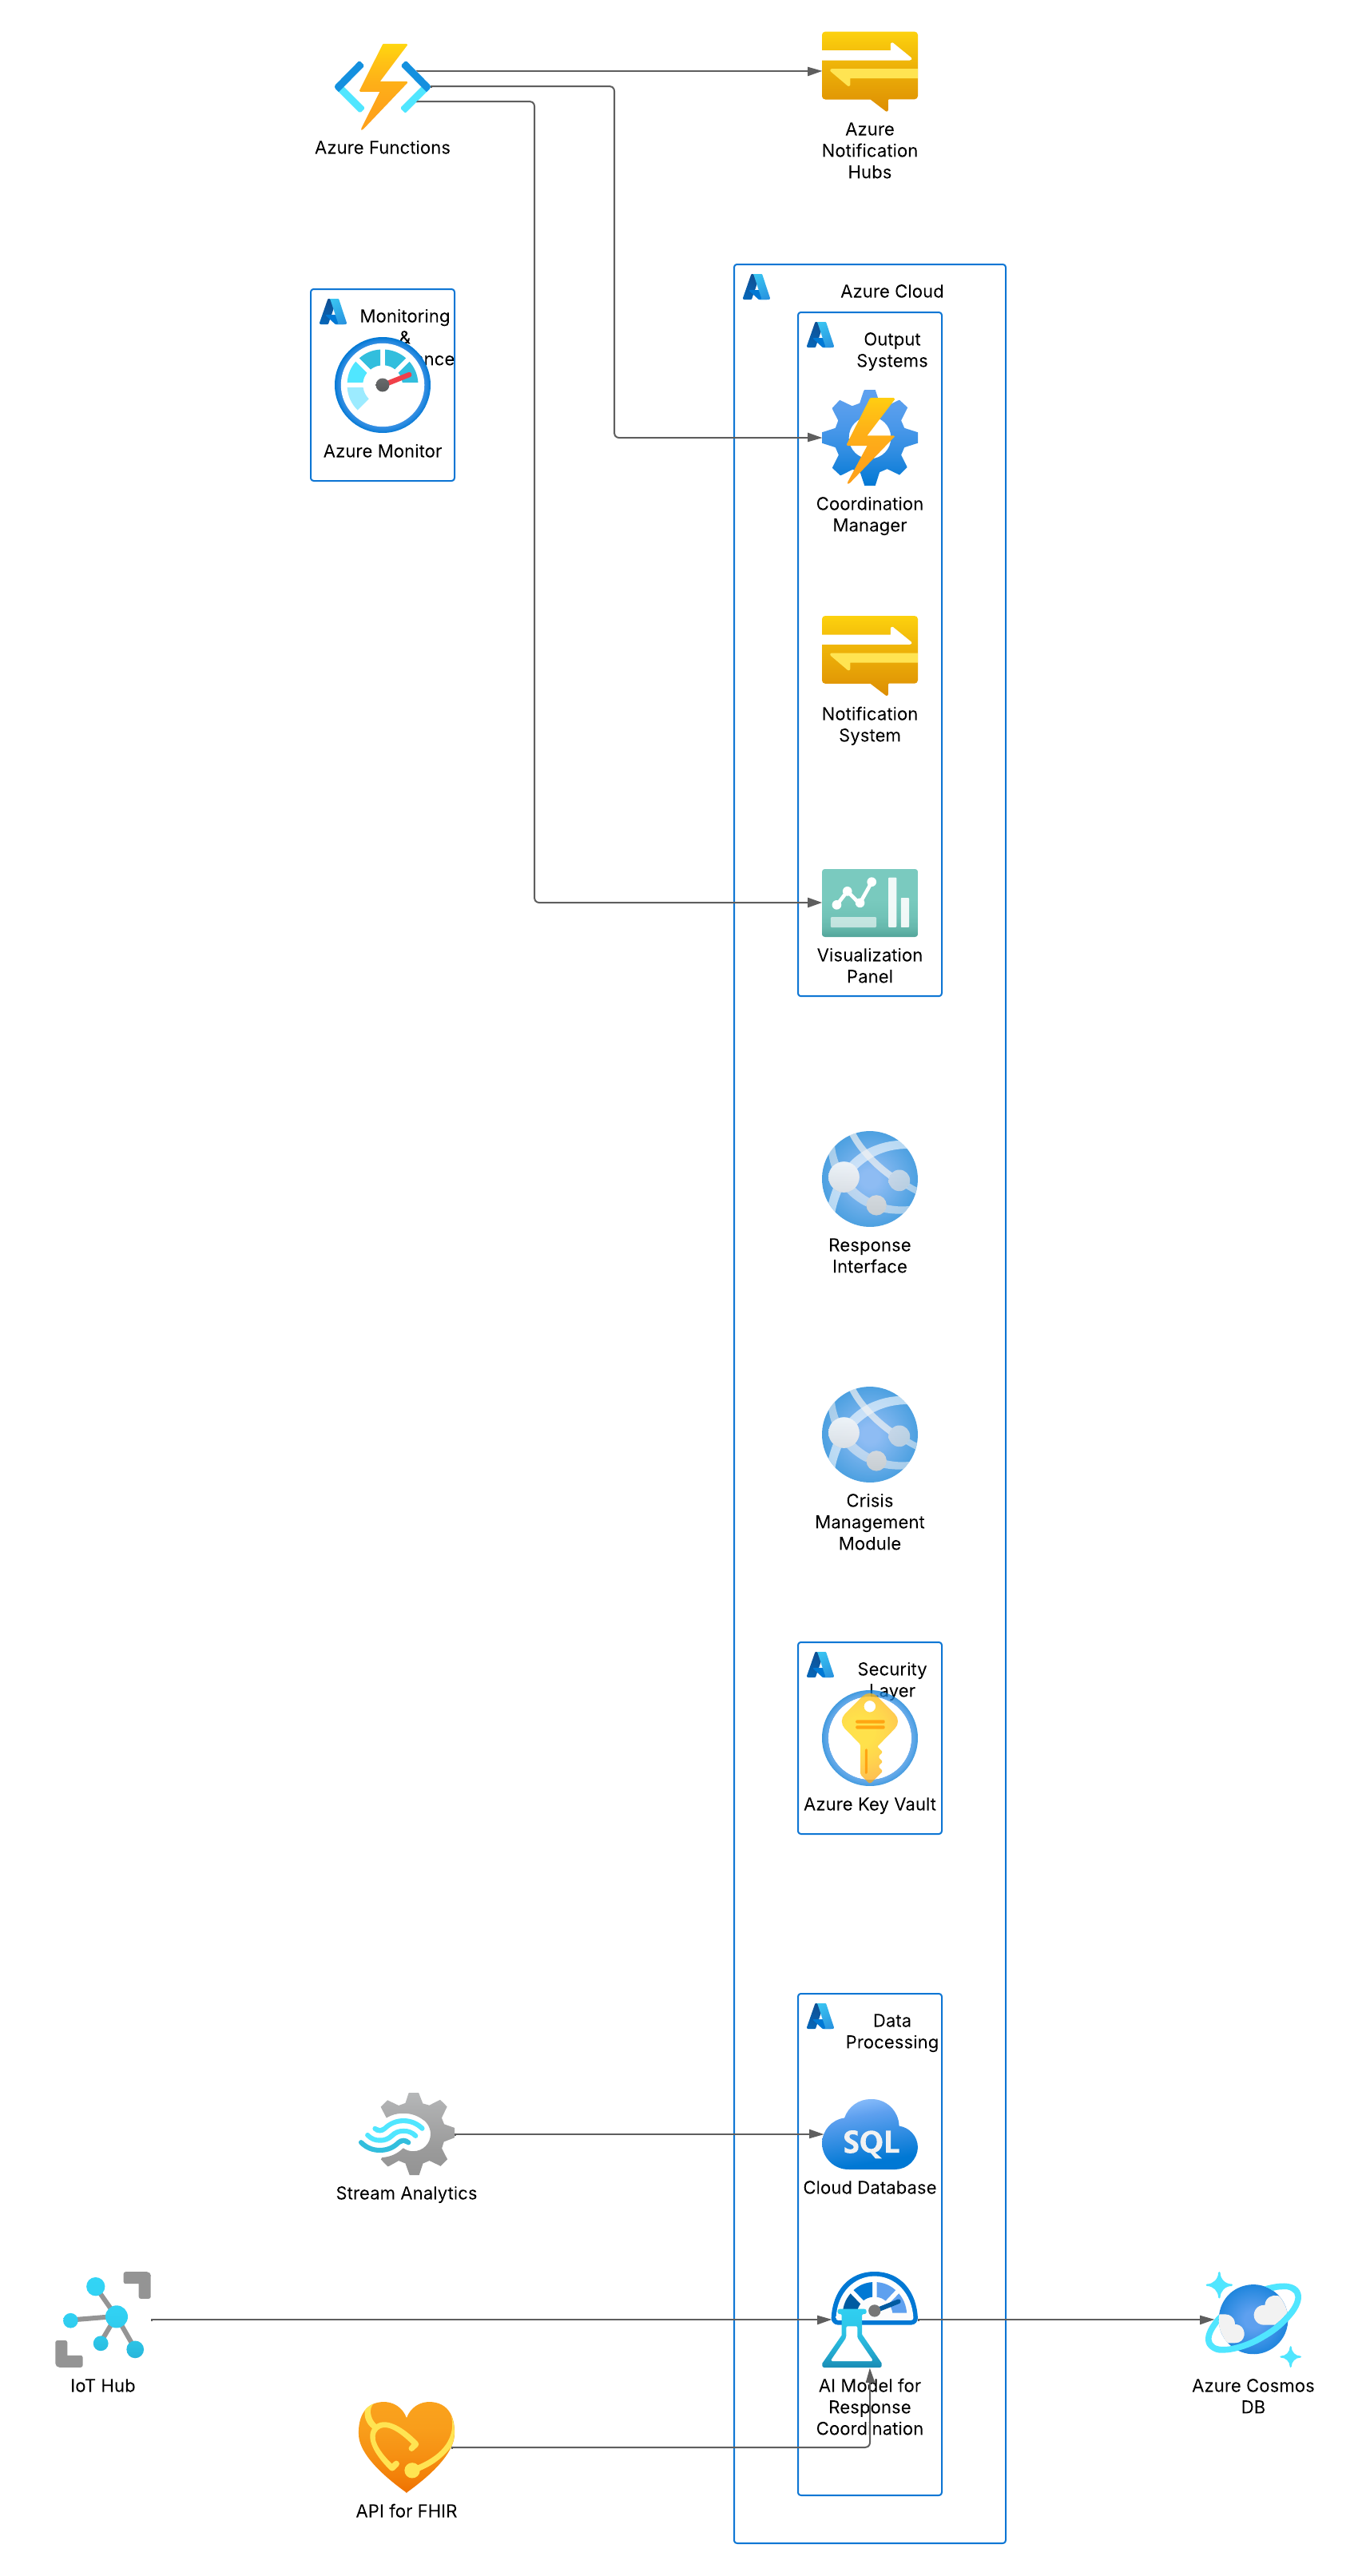 Azure Functions
Azure
Notification
Hubs
Monitoring
&
Azure Monitor
Azure Cloud
Output
Systems
Coordination
Manager
Notification
System
Visualization
Panel
Response
Interface
Crisis
Management
Module
Security
Layer
Azure Key Vault
Data
Processing
SQL
Cloud Database
Stream Analytics
IoT Hub
AI Model for
Response
Coordination
Azure Cosmos
DB
API for FHIR